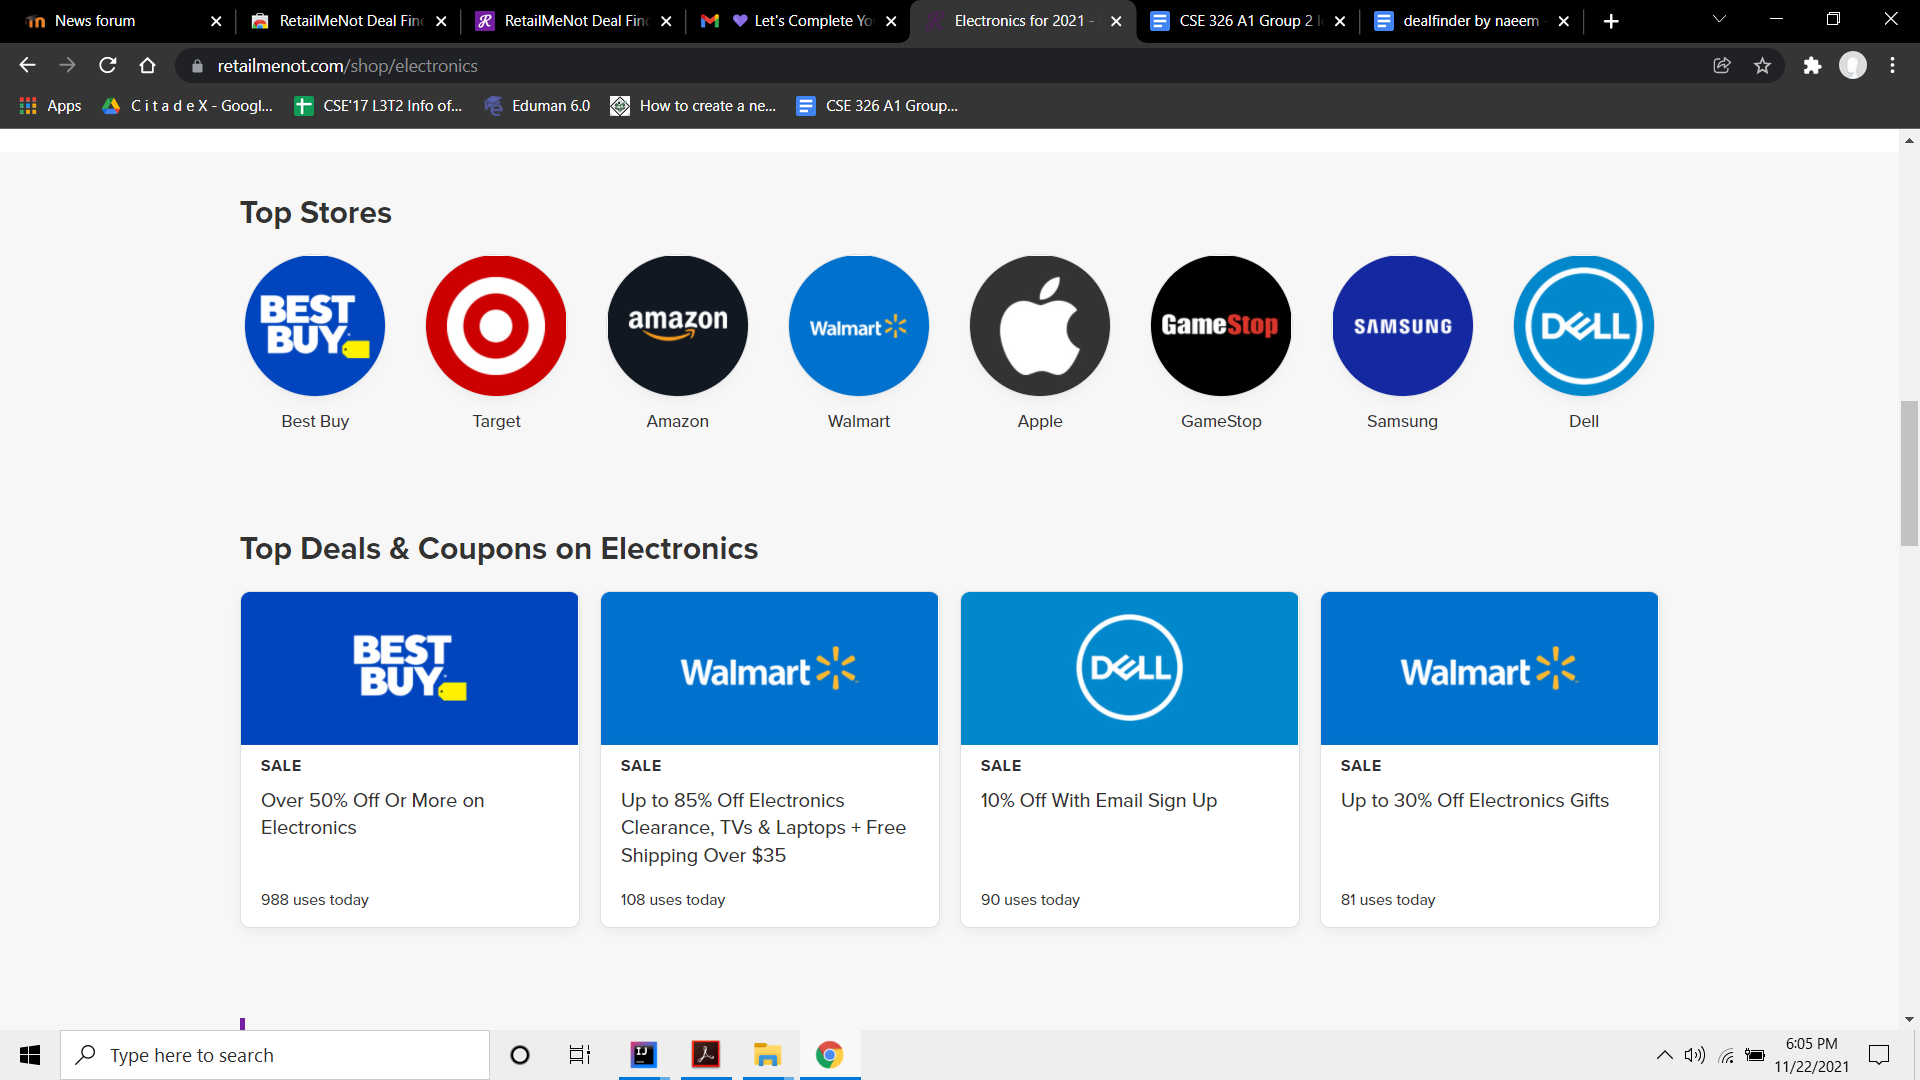 News forum
RetailMeNot Deal Fin
RetailMeNot Deal Fin
Let's Complete Yo
Electronics for 2021 -
CSE 326 A1 Group 2
dealfinder by naeem
retailmenot.com/shop/electronics
Apps
C i t a d e X - Googl...
CSE'17 L3T2 Info of...
Eduman 6.0
How to create a ne...
CSE 326 A1 Group...
Top Stores
BEST BUY
amazon
Walmart
GameStop
SAMSUNG
DELL
Best Buy
Target
Amazon
Walmart
Apple
GameStop
Samsung
Dell
Top Deals & Coupons on Electronics
BEST BUY
Walmart
DELL
Walmart
SALE
Over 50% Off Or More on
Electronics
988 uses today
SALE
Up to 85% Off Electronics
Clearance, TVs & Laptops + Free
Shipping Over $35
108 uses today
SALE
10% Off With Email Sign Up
90 uses today
SALE
Up to 30% Off Electronics Gifts
81 uses today
Type here to search
IJ
6:05 PM
11/22/2021